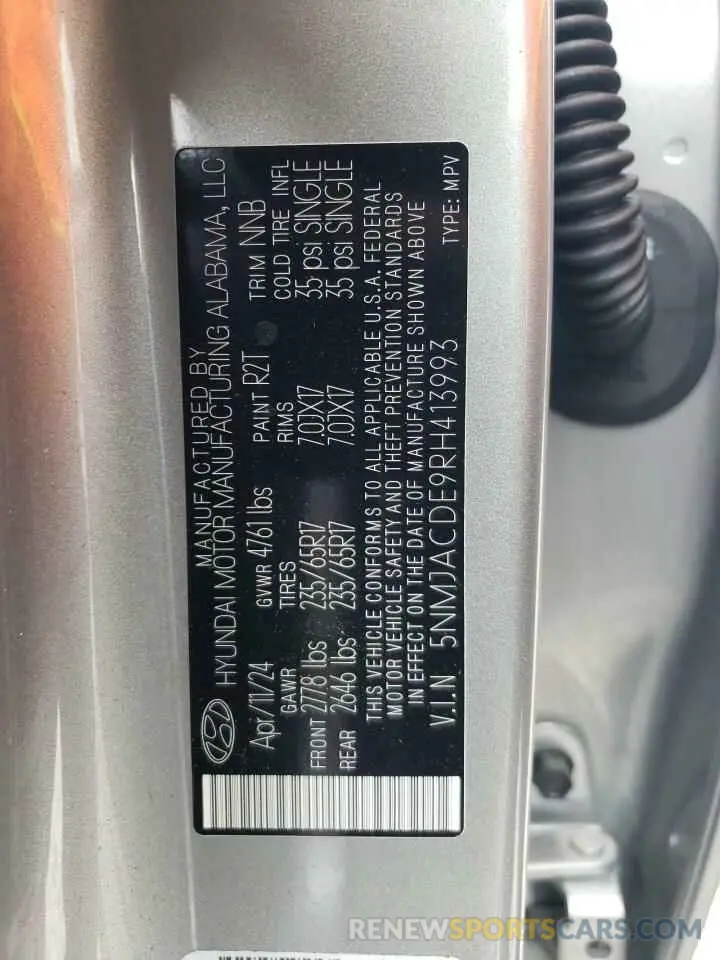 MANUFACTURED BY
HYUNDAI MOTOR MANUFACTURING ALABAMA, LLC
Apr/11/24 GVWR 4761 lbs PAINT R2T TRIM NNB
GAWR TIRES RIMS COLD TIRE INFL
FRONT 2778 lbs 235/65R17 7.0JX17 35 psi SINGLE
REAR 2646 lbs 235/65R17 7.0JX17 35 psi SINGLE
THIS VEHICLE CONFORMS TO ALL APPLICABLE U.S.A. FEDERAL
MOTOR VEHICLE SAFETY AND THEFT PREVENTION STANDARDS
IN EFFECT ON THE DATE OF MANUFACTURE SHOWN ABOVE
V.I.N 5NMJACDE9RH413993 TYPE: MPV
RENEWSPORTSCARS.COM